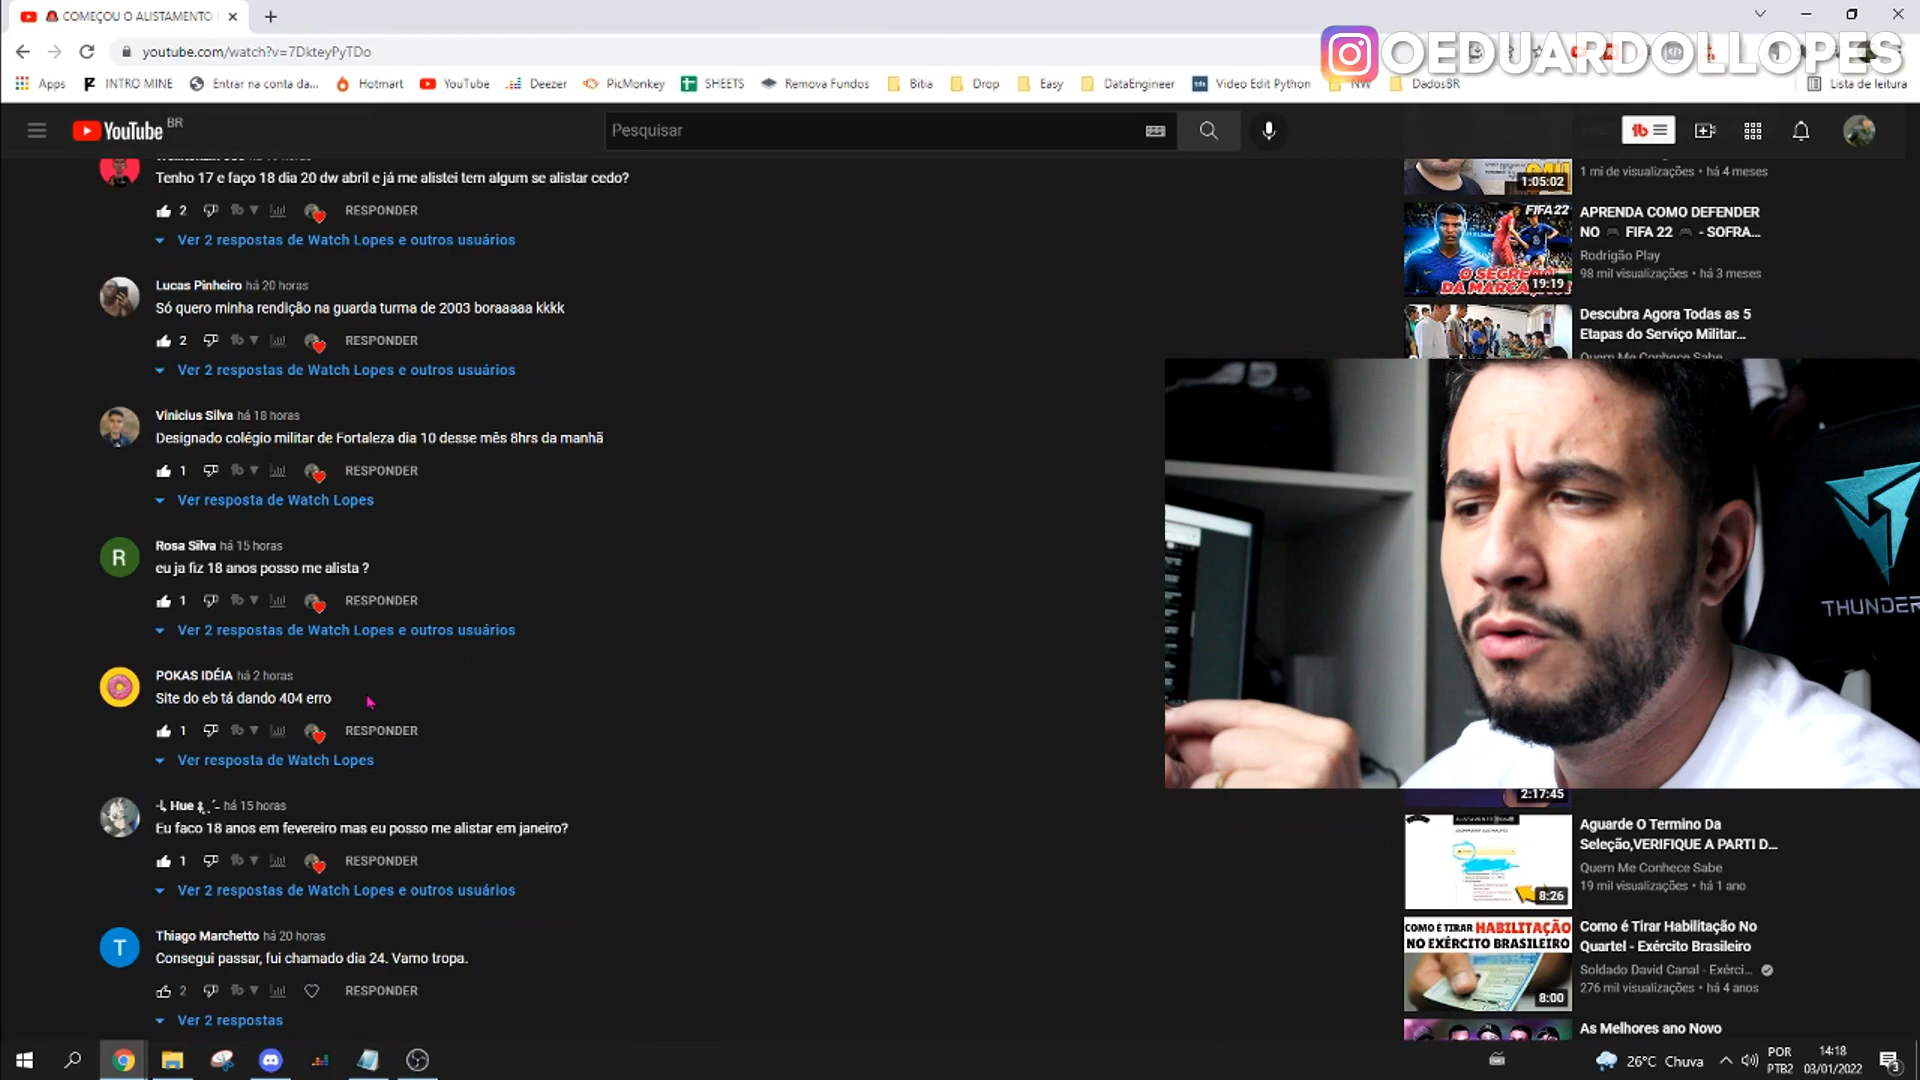 COMEÇOU O ALISTAMENTO
OEDUARDOLLOPES
youtube.com/watch?v=7DkteyPyTDo
Apps
INTRO MINE
Entrar na conta da...
Hotmart
YouTube
Deezer
PicMonkey
SHEETS
Remova Fundos
Bitia
Drop
Easy
DataEngineer
Video Edit Python
NW
DadosBR
Lista de leitura
YouTube BR
Pesquisar
Tenho 17 e faço 18 dia 20 dw abril e já me alistei tem algum se alistar cedo?
2 RESPONDER
Ver 2 respostas de Watch Lopes e outros usuários
Lucas Pinheiro há 20 horas
Só quero minha rendição na guarda turma de 2003 boraaaaa kkkk
2 RESPONDER
Ver 2 respostas de Watch Lopes e outros usuários
Vinicius Silva há 18 horas
Designado colégio militar de Fortaleza dia 10 desse mês 8hrs da manhã
1 RESPONDER
Ver resposta de Watch Lopes
R
Rosa Silva há 15 horas
eu ja fiz 18 anos posso me alista ?
1 RESPONDER
Ver 2 respostas de Watch Lopes e outros usuários
POKAS IDÉIA há 2 horas
Site do eb tá dando 404 erro
1 RESPONDER
Ver resposta de Watch Lopes
Hue há 15 horas
Eu faco 18 anos em fevereiro mas eu posso me alistar em janeiro?
1 RESPONDER
Ver 2 respostas de Watch Lopes e outros usuários
T
Thiago Marchetto há 20 horas
Consegui passar, fui chamado dia 24. Vamo tropa.
2 RESPONDER
Ver 2 respostas
1:05:02
1 mi de visualizações • há 4 meses
FIFA 22
O SEGREDO
DA MARCAÇÃO
19:19
APRENDA COMO DEFENDER
NO FIFA 22 - SOFRA...
Rodrigão Play
98 mil visualizações • há 3 meses
Descubra Agora Todas as 5
Etapas do Serviço Militar...
Quem Me Conhece Sabe
THUNDER
2:17:45
8:26
Aguarde O Termino Da
Seleção,VERIFIQUE A PARTI D...
Quem Me Conhece Sabe
19 mil visualizações • há 1 ano
COMO É TIRAR HABILITAÇÃO
NO EXÉRCITO BRASILEIRO
8:00
Como é Tirar Habilitação No
Quartel - Exército Brasileiro
Soldado David Canal - Exérci...
276 mil visualizações • há 4 anos
As Melhores ano Novo
26°C Chuva
POR
PTB2
14:18
03/01/2022
3